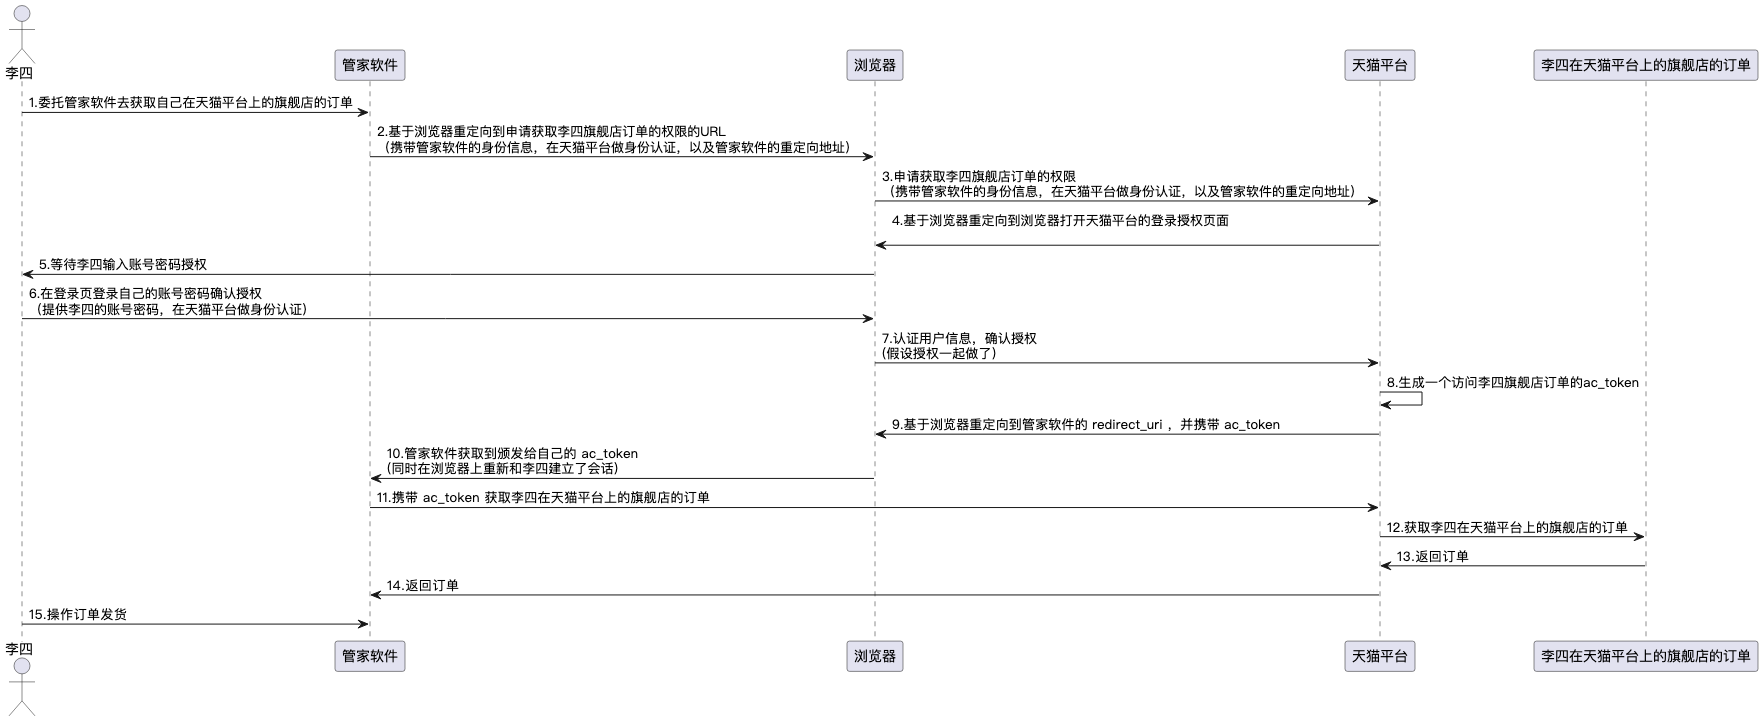 李四
管家软件
浏览器
天猫平台
李四在天猫平台上的旗舰店的订单
1.委托管家软件去获取自己在天猫平台上的旗舰店的订单
2.基于浏览器重定向到申请获取李四旗舰店订单的权限的URL
（携带管家软件的身份信息，在天猫平台做身份认证，以及管家软件的重定向地址）
3.申请获取李四旗舰店订单的权限
（携带管家软件的身份信息，在天猫平台做身份认证，以及管家软件的重定向地址）
4.基于浏览器重定向到浏览器打开天猫平台的登录授权页面
5.等待李四输入账号密码授权
6.在登录页登录自己的账号密码确认授权
（提供李四的账号密码，在天猫平台做身份认证）
7.认证用户信息，确认授权
(假设授权一起做了)
8.生成一个访问李四旗舰店订单的ac_token
9.基于浏览器重定向到管家软件的 redirect_uri ，并携带 ac_token
10.管家软件获取到颁发给自己的 ac_token
(同时在浏览器上重新和李四建立了会话)
11.携带 ac_token 获取李四在天猫平台上的旗舰店的订单
12.获取李四在天猫平台上的旗舰店的订单
13.返回订单
14.返回订单
15.操作订单发货
李四
管家软件
浏览器
天猫平台
李四在天猫平台上的旗舰店的订单